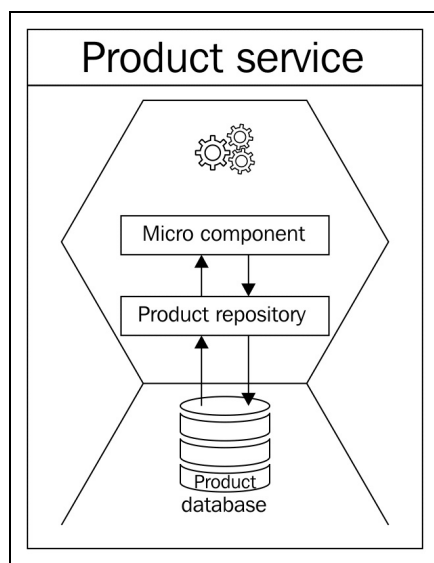 Product service
Micro component
Product repository
Product
database